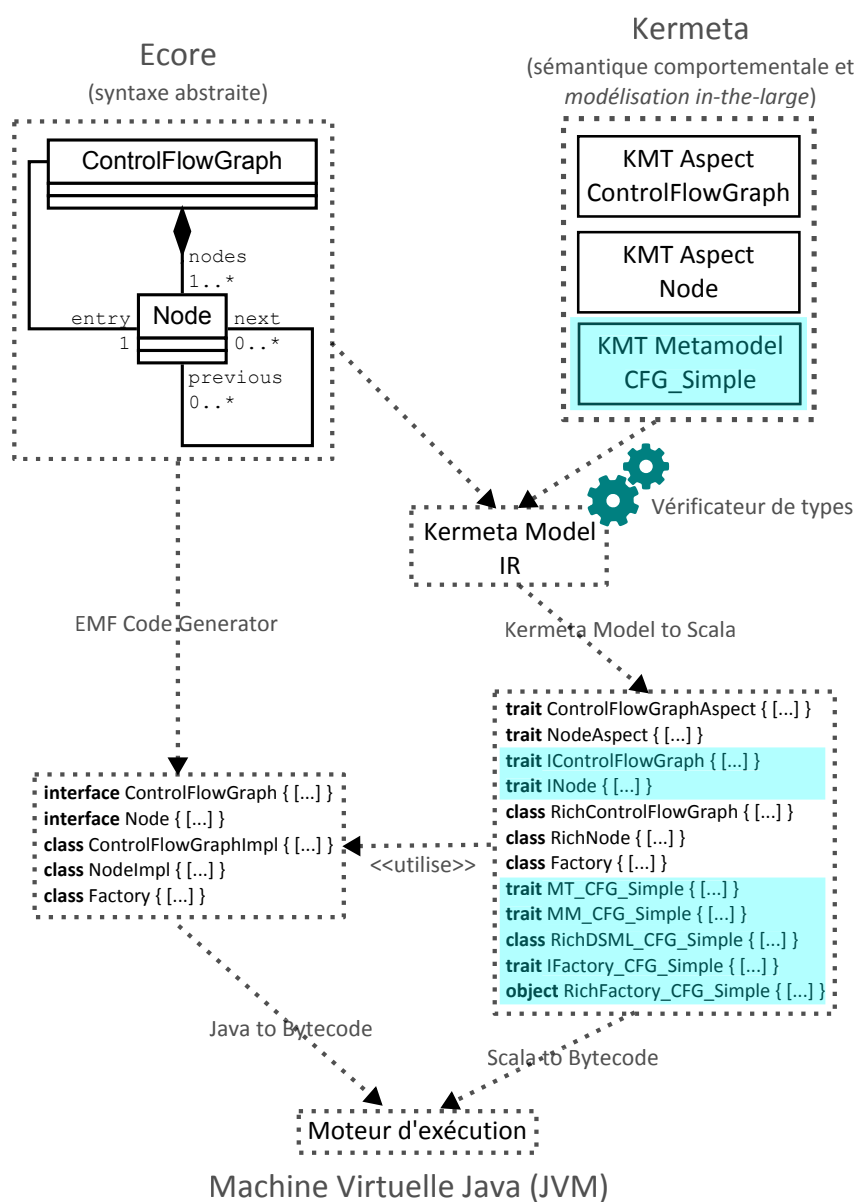 Ecore
(syntaxe abstraite)
Kermeta
(sémantique comportementale et
modélisation in-the-large)
ControlFlowGraph
nodes
1..*
entry
1
Node
next
0..*
previous
0..*
KMT Aspect
ControlFlowGraph
KMT Aspect
Node
KMT Metamodel
CFG_Simple
Vérificateur de types
Kermeta Model
IR
EMF Code Generator
Kermeta Model to Scala
interface ControlFlowGraph { [...] }
interface Node { [...] }
class ControlFlowGraphImpl { [...] }
class NodeImpl { [...] }
class Factory { [...] }
<<utilise>>
trait ControlFlowGraphAspect { [...] }
trait NodeAspect { [...] }
trait IControlFlowGraph { [...] }
trait INode { [...] }
class RichControlFlowGraph { [...] }
class RichNode { [...] }
class Factory { [...] }
trait MT_CFG_Simple { [...] }
trait MM_CFG_Simple { [...] }
class RichDSML_CFG_Simple { [...] }
trait IFactory_CFG_Simple { [...] }
object RichFactory_CFG_Simple { [...] }
Java to Bytecode
Scala to Bytecode
Moteur d'exécution
Machine Virtuelle Java (JVM)